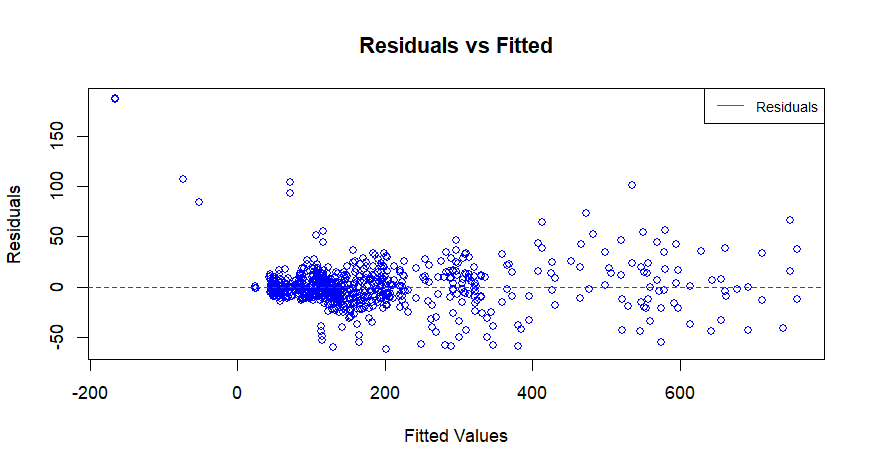 Residuals vs Fitted
Residuals
150
100
50
0
-50
Residuals
-200
0
200
400
600
Fitted Values